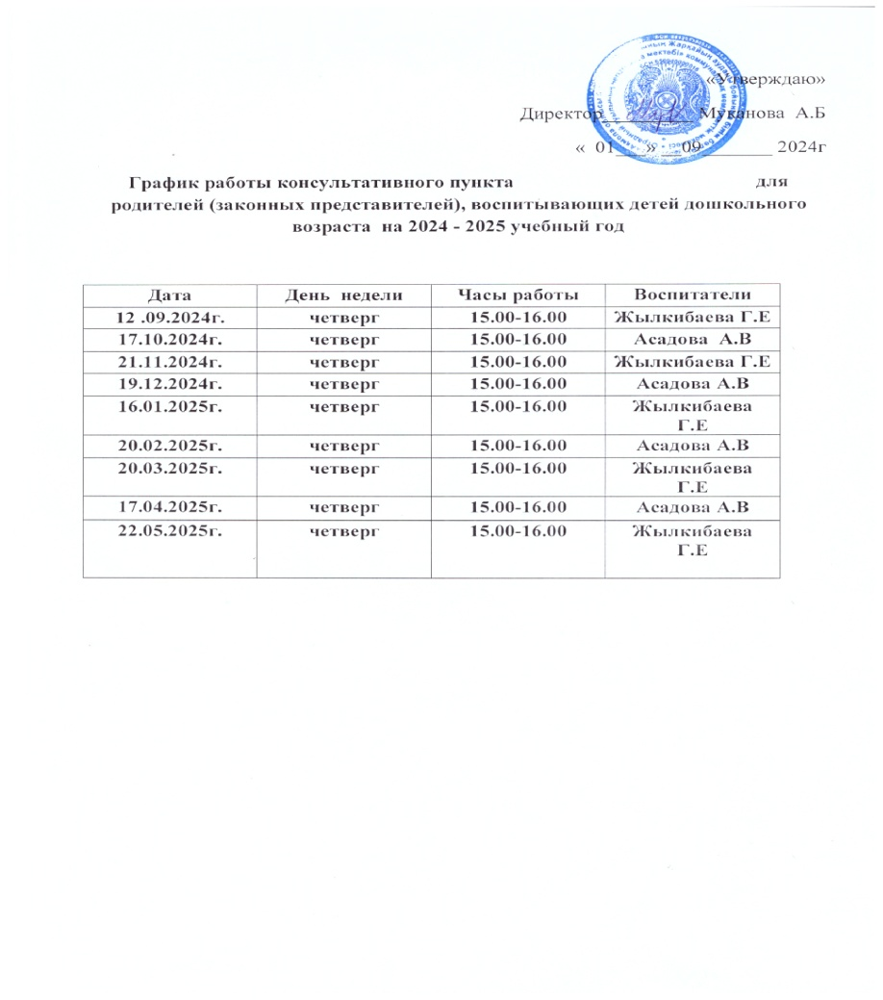 «Утверждаю»
Директор __________ Муканова А.Б
« 01___» __09________ 2024г
График работы консультативного пункта для
родителей (законных представителей), воспитывающих детей дошкольного
возраста на 2024 - 2025 учебный год
Дата День недели Часы работы Воспитатели
12 .09.2024г. четверг 15.00-16.00 Жылкибаева Г.Е
17.10.2024г. четверг 15.00-16.00 Асадова А.В
21.11.2024г. четверг 15.00-16.00 Жылкибаева Г.Е
19.12.2024г. четверг 15.00-16.00 Асадова А.В
16.01.2025г. четверг 15.00-16.00 Жылкибаева
Г.Е
20.02.2025г. четверг 15.00-16.00 Асадова А.В
20.03.2025г. четверг 15.00-16.00 Жылкибаева
Г.Е
17.04.2025г. четверг 15.00-16.00 Асадова А.В
22.05.2025г. четверг 15.00-16.00 Жылкибаева
Г.Е